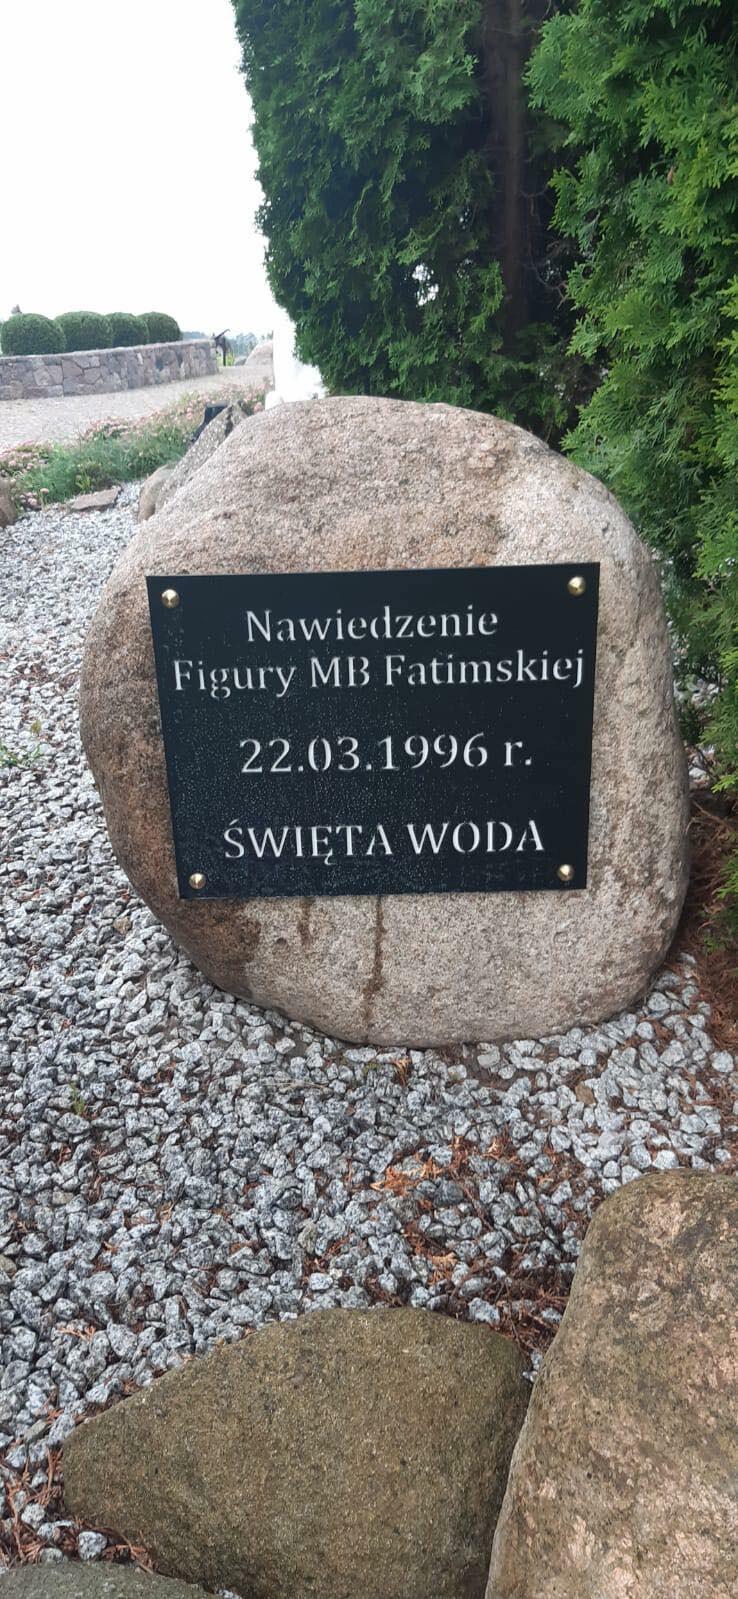 Nawiedzenie
Figury MB Fatimskiej
22.03.1996 r.
ŚWIĘTA WODA